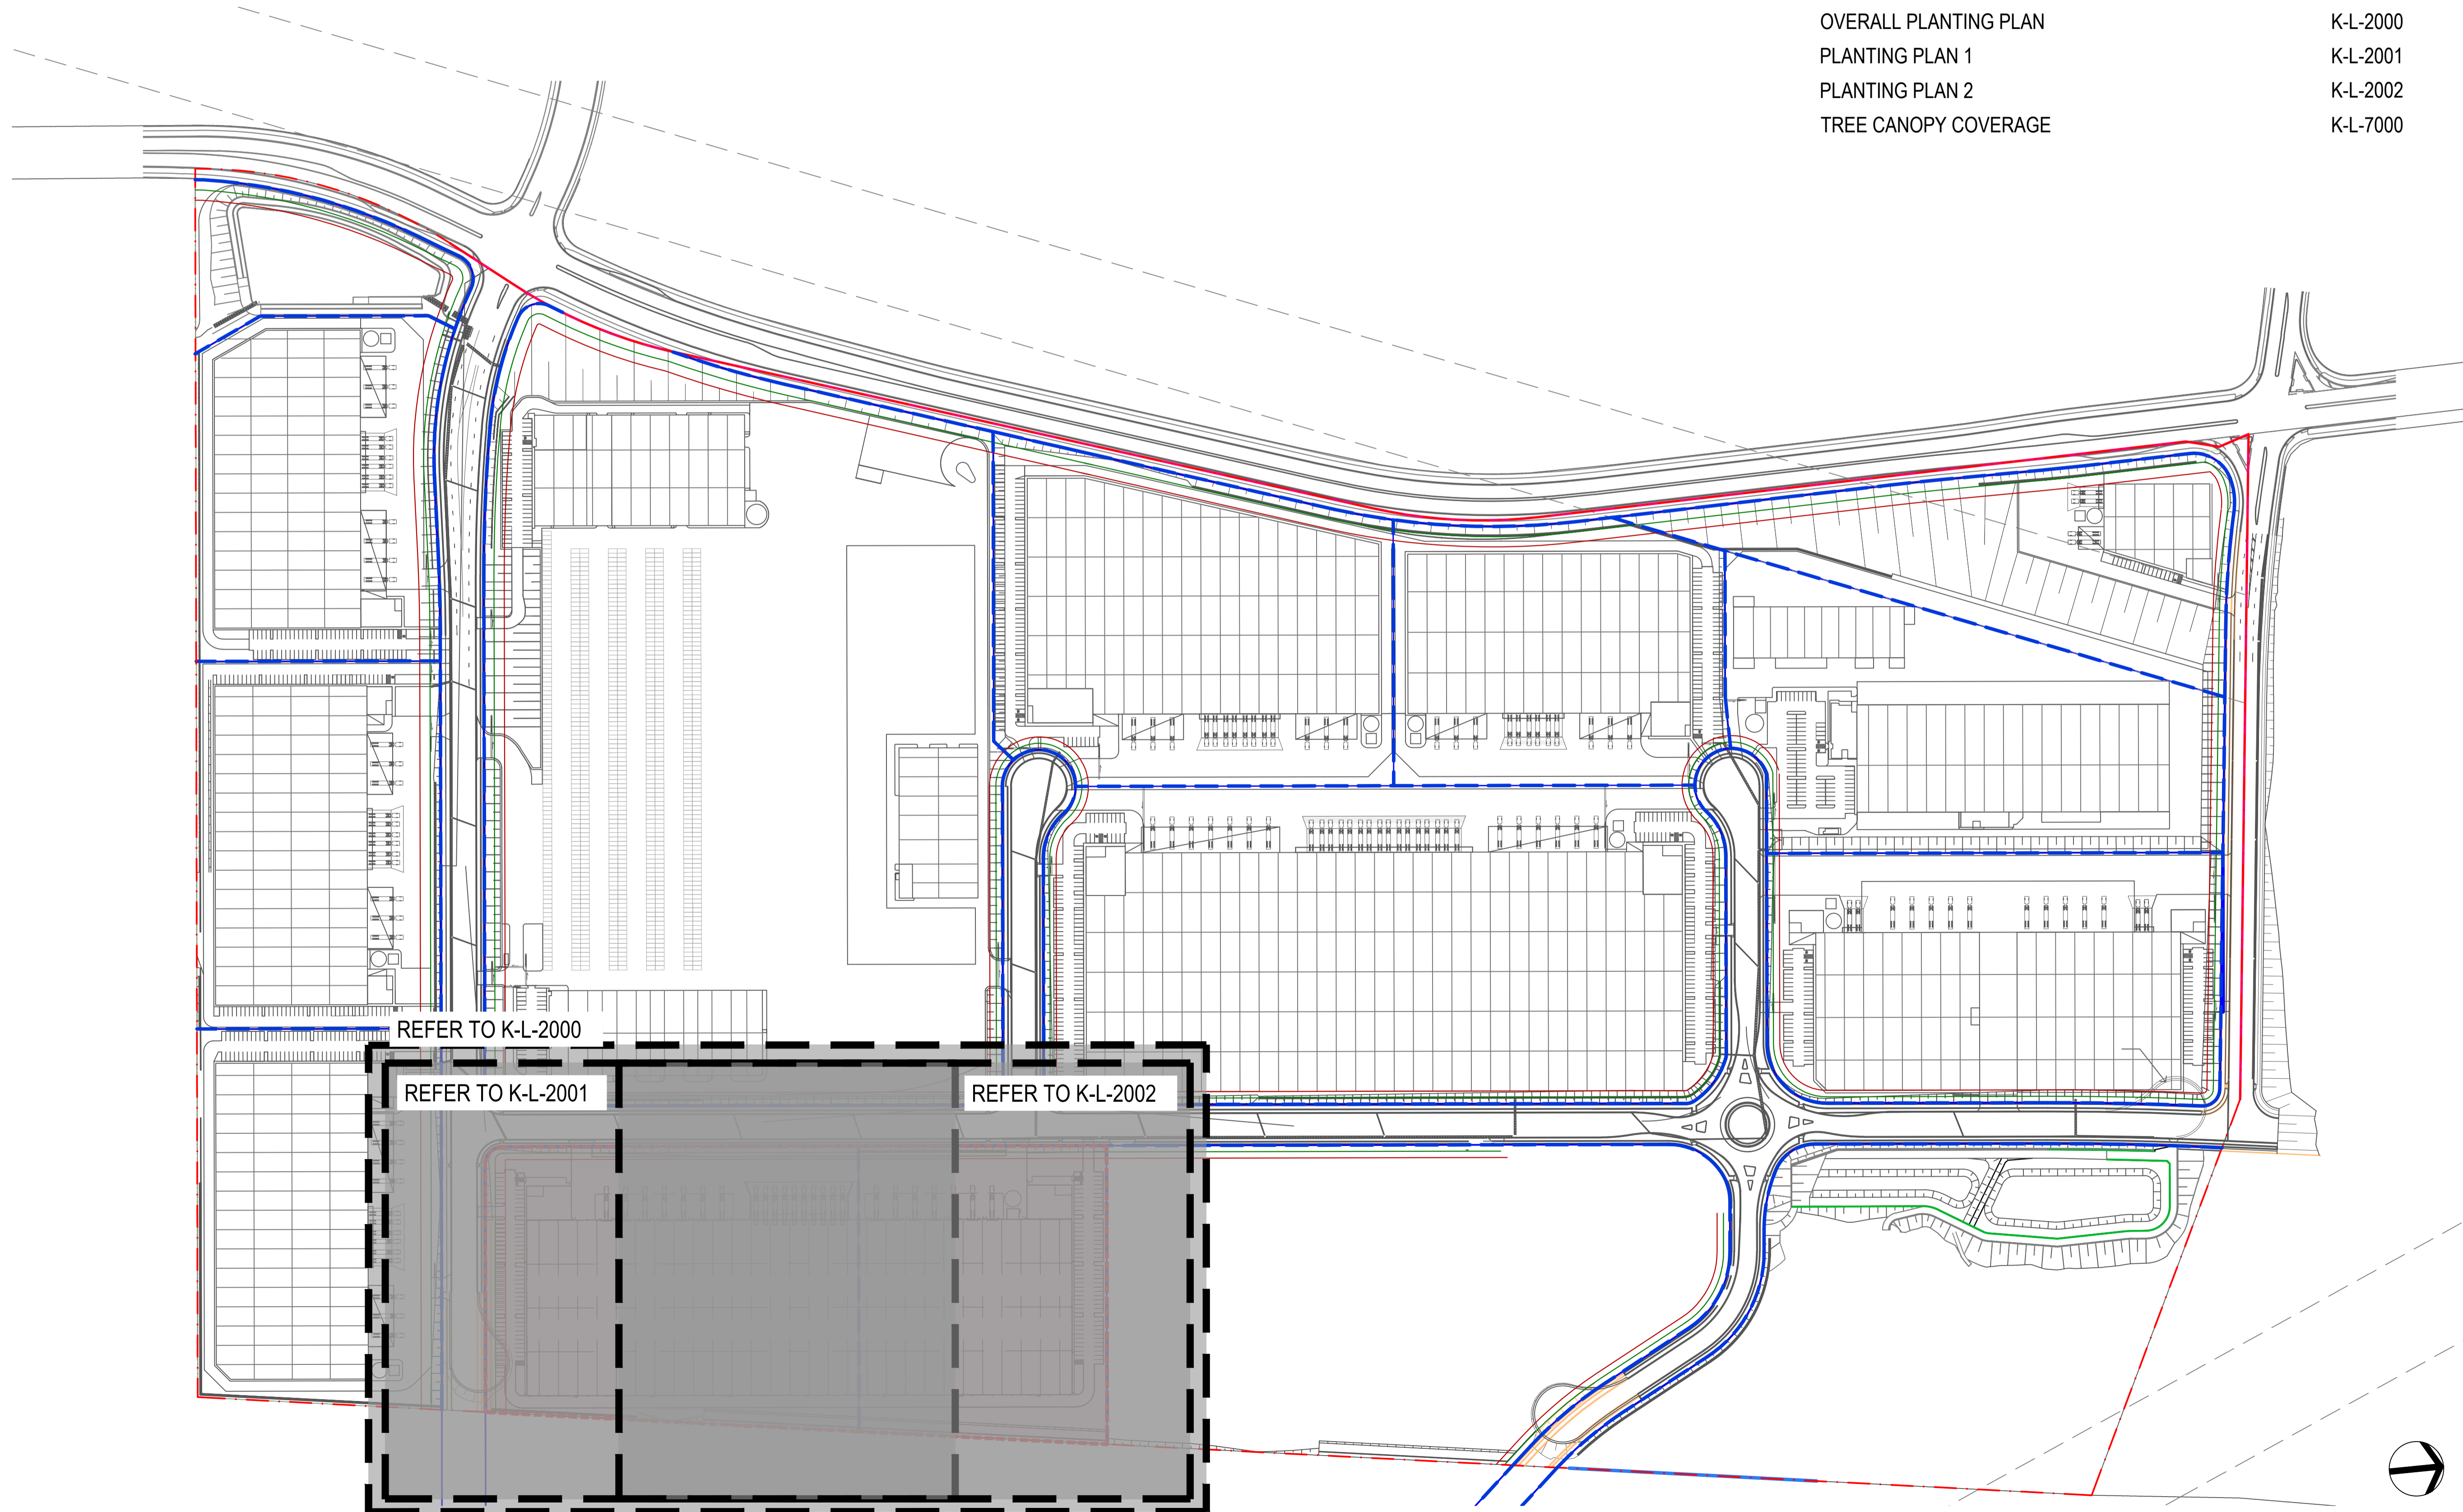 OVERALL PLANTING PLAN K-L-2000
PLANTING PLAN 1 K-L-2001
PLANTING PLAN 2 K-L-2002
TREE CANOPY COVERAGE K-L-7000
REFER TO K-L-2000
REFER TO K-L-2001
REFER TO K-L-2002